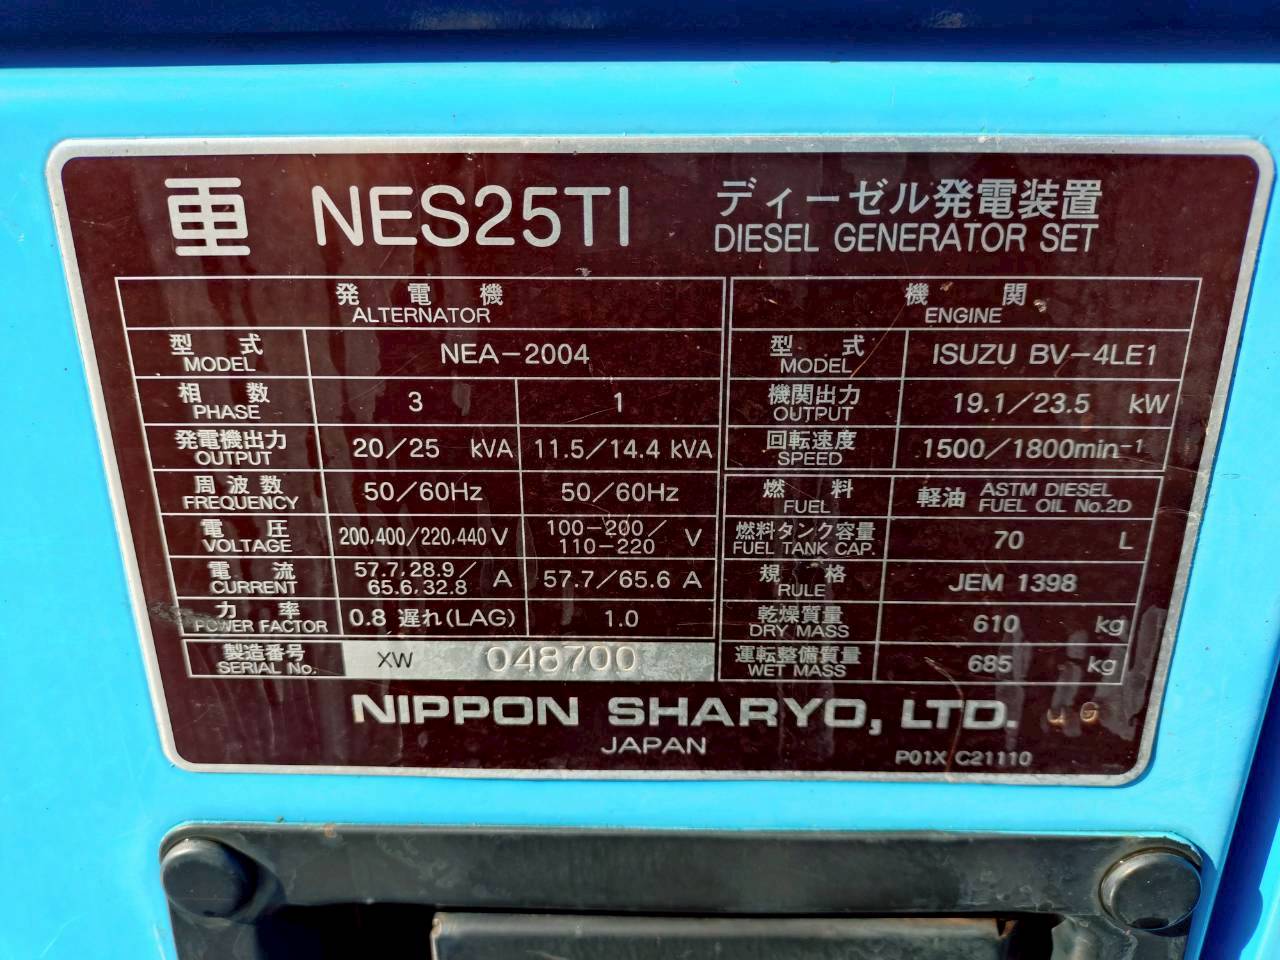 NES25TI ディーゼル発電装置
DIESEL GENERATOR SET
発電機
ALTERNATOR
型式 MODEL NEA-2004
相数 PHASE 3 1
発電機出力 OUTPUT 20/25 kVA 11.5/14.4 kVA
周波数 FREQUENCY 50/60Hz 50/60Hz
電圧 VOLTAGE 200,400/220,440 V 100-200/110-220 V
電流 CURRENT 57.7,28.9/65.6,32.8 A 57.7/65.6 A
力率 POWER FACTOR 0.8 遅れ(LAG) 1.0
製造番号 SERIAL No. XW 048700
機関
ENGINE
型式 MODEL ISUZU BV-4LE1
機関出力 OUTPUT 19.1/23.5 kW
回転速度 SPEED 1500/1800min⁻¹
燃料 FUEL 軽油 ASTM DIESEL FUEL OIL No.2D
燃料タンク容量 FUEL TANK CAP. 70 L
規格 RULE JEM 1398
乾燥質量 DRY MASS 610 kg
運転整備質量 WET MASS 685 kg
NIPPON SHARYO, LTD.
JAPAN
P01X C21110